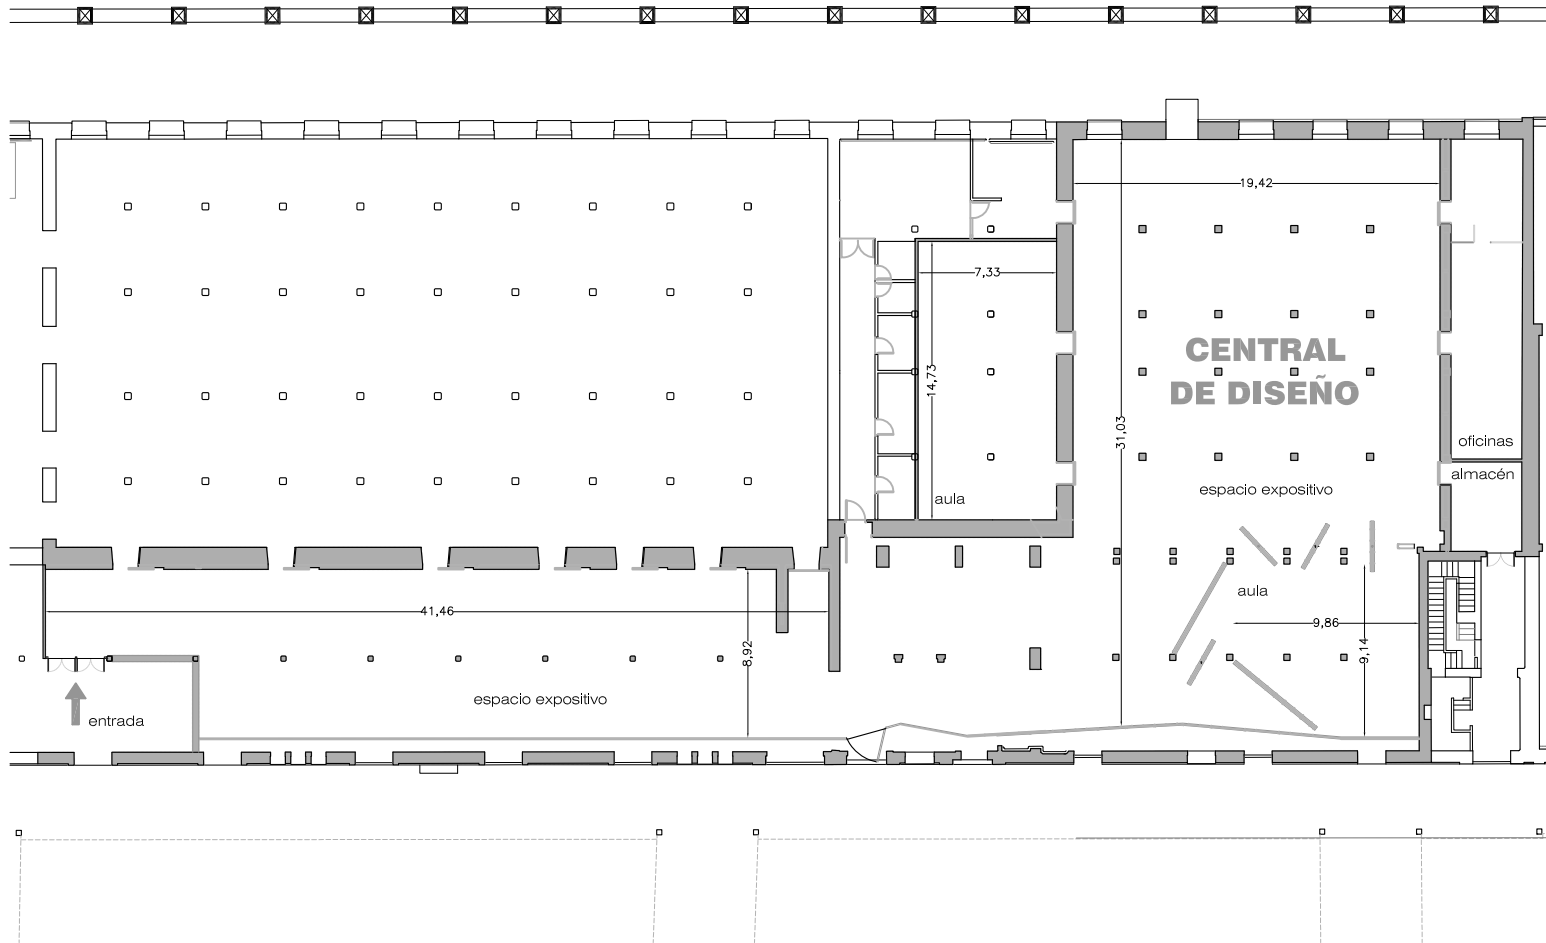 19,42
7,33
CENTRAL
DE DISEÑO
14,73
31,03
oficinas
almacén
espacio expositivo
aula
aula
41,46
9,86
8,92
9,14
espacio expositivo
entrada